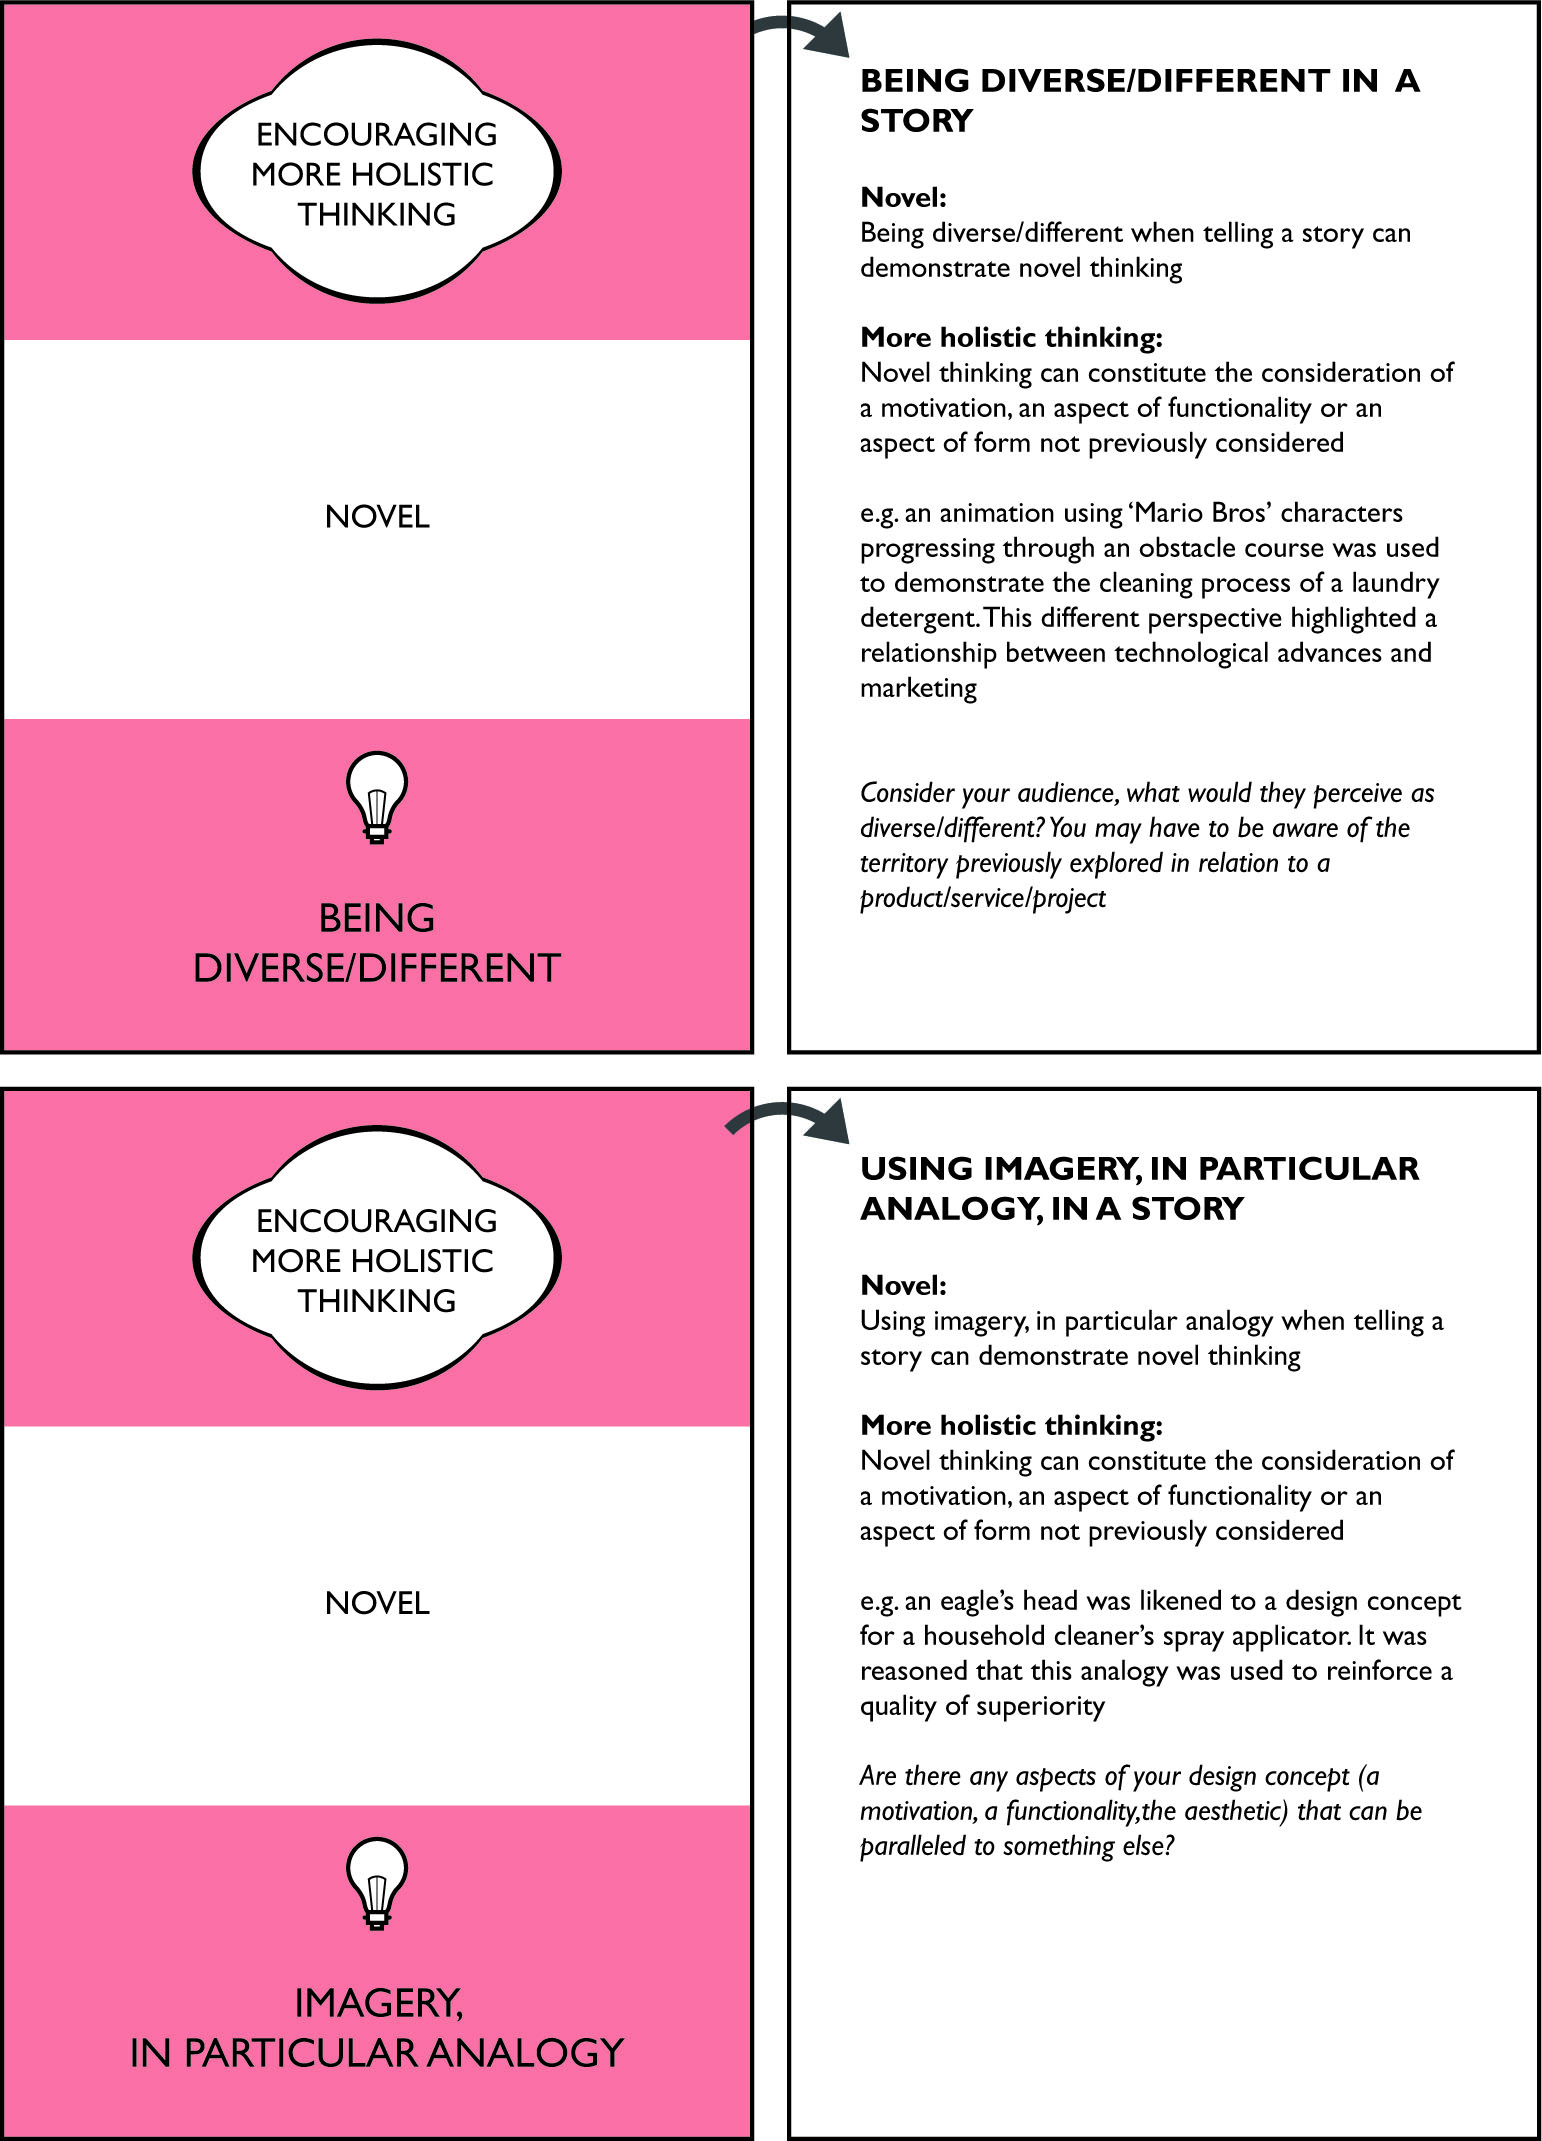 ENCOURAGING
MORE HOLISTIC
THINKING
NOVEL
BEING
DIVERSE/DIFFERENT
BEING DIVERSE/DIFFERENT IN A
STORY
Novel:
Being diverse/different when telling a story can
demonstrate novel thinking
More holistic thinking:
Novel thinking can constitute the consideration of
a motivation, an aspect of functionality or an
aspect of form not previously considered
e.g. an animation using ‘Mario Bros’ characters
progressing through an obstacle course was used
to demonstrate the cleaning process of a laundry
detergent. This different perspective highlighted a
relationship between technological advances and
marketing
Consider your audience, what would they perceive as
diverse/different? You may have to be aware of the
territory previously explored in relation to a
product/service/project
ENCOURAGING
MORE HOLISTIC
THINKING
NOVEL
IMAGERY,
IN PARTICULAR ANALOGY
USING IMAGERY, IN PARTICULAR
ANALOGY, IN A STORY
Novel:
Using imagery, in particular analogy when telling a
story can demonstrate novel thinking
More holistic thinking:
Novel thinking can constitute the consideration of
a motivation, an aspect of functionality or an
aspect of form not previously considered
e.g. an eagle’s head was likened to a design concept
for a household cleaner’s spray applicator. It was
reasoned that this analogy was used to reinforce a
quality of superiority
Are there any aspects of your design concept (a
motivation, a functionality,the aesthetic) that can be
paralleled to something else?